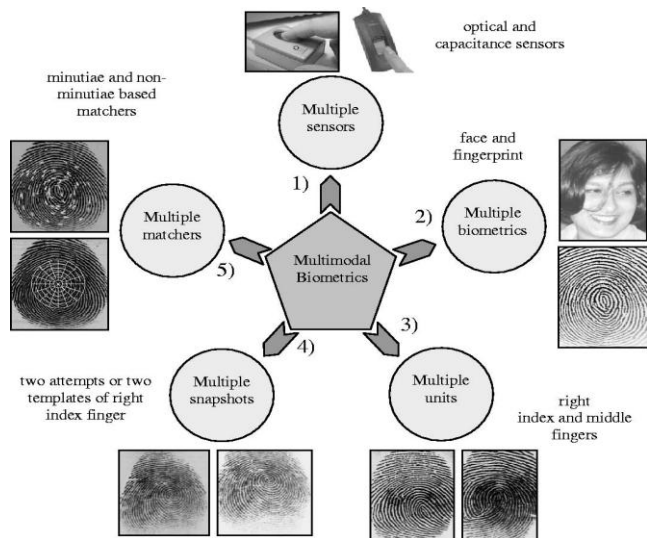 optical and
capacitance sensors
minutiae and non-
minutiae based
matchers
Multiple
sensors
face and
fingerprint
1)
Multiple
matchers
2)
Multiple
biometrics
Multimodal
Biometrics
5)
3)
4)
two attempts or two
templates of right
index finger
Multiple
snapshots
Multiple
units
right
index and middle
fingers